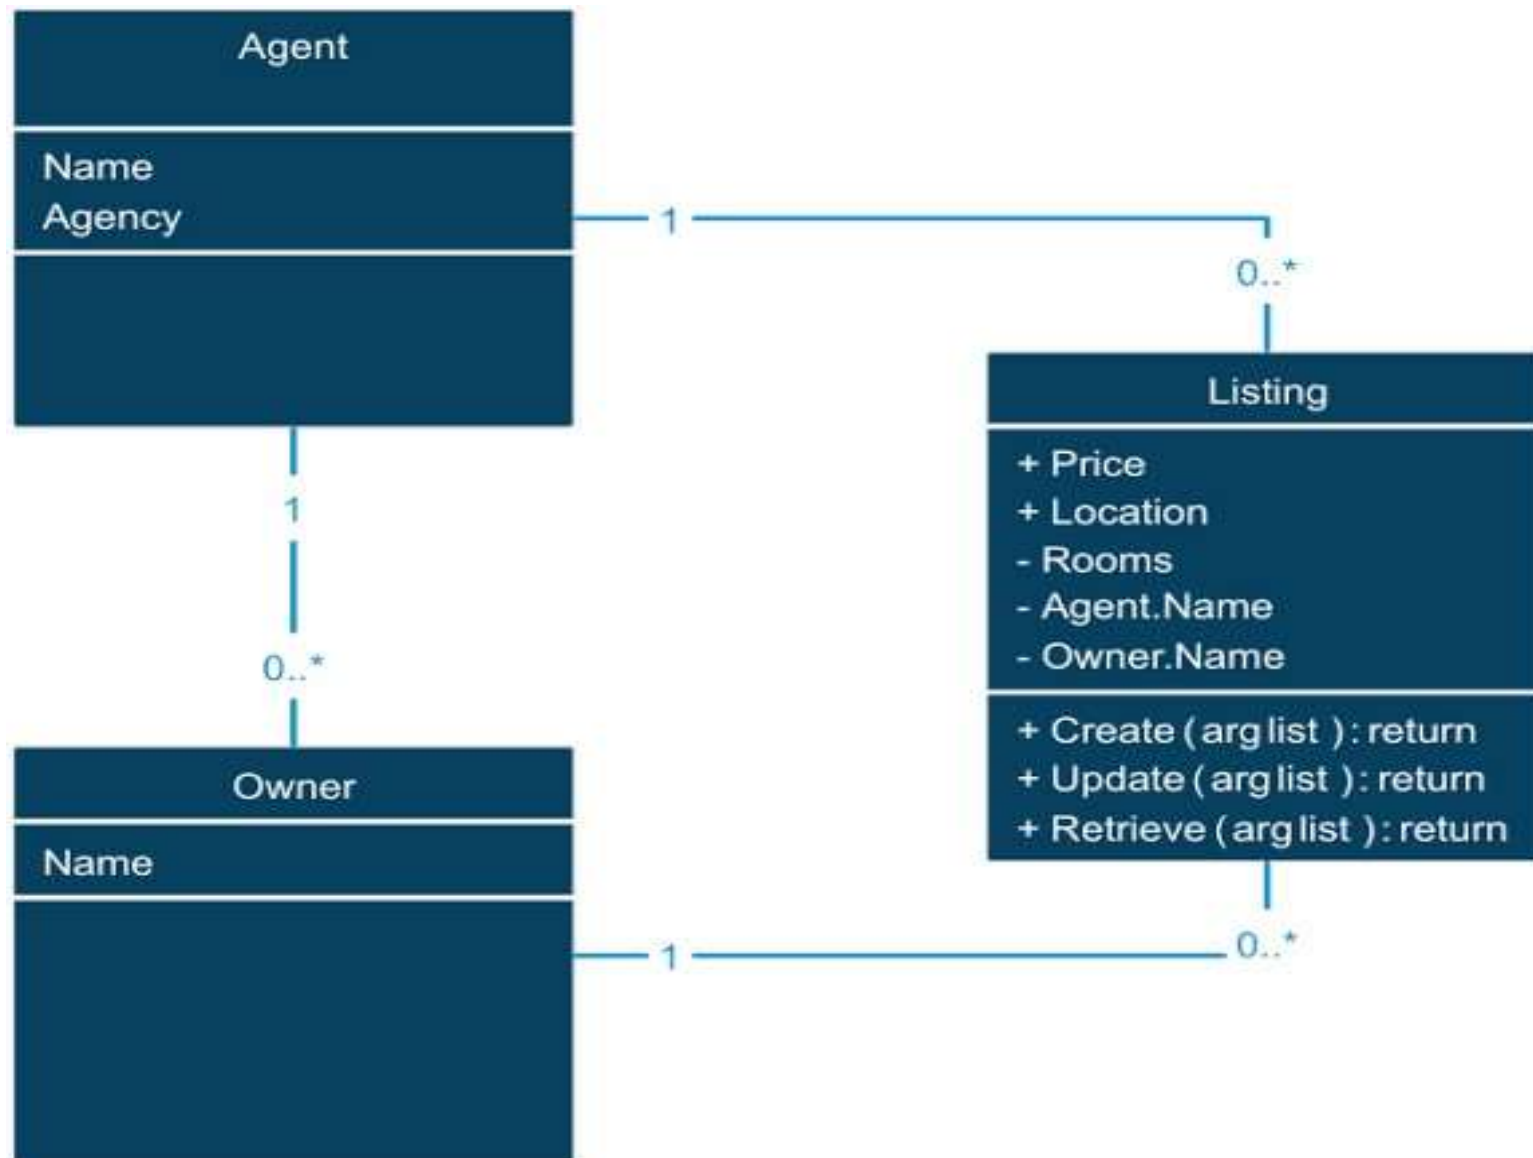 Agent
Name
Agency
1
0..*
Listing
+ Price
+ Location
- Rooms
- Agent.Name
- Owner.Name
+ Create ( arg list ) : return
+ Update ( arg list ) : return
+ Retrieve ( arg list ) : return
1
0..*
Owner
Name
1
0..*